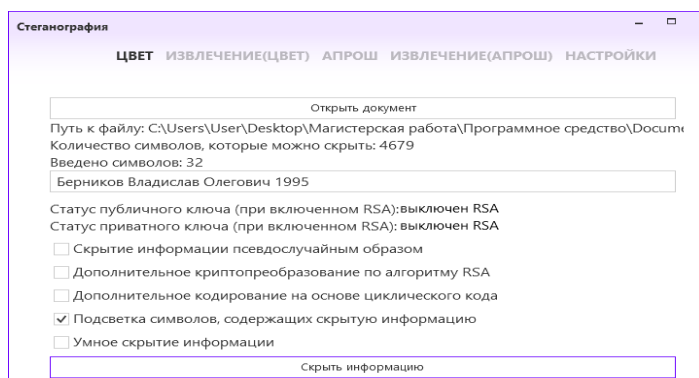 Стеганография
ЦВЕТ ИЗВЛЕЧЕНИЕ(ЦВЕТ) АПРОШ ИЗВЛЕЧЕНИЕ(АПРОШ) НАСТРОЙКИ
Открыть документ
Путь к файлу: C:\Users\User\Desktop\Магистерская работа\Программное средство\Docume
Количество символов, которые можно скрыть: 4679
Введено символов: 32
Берников Владислав Олегович 1995
Статус публичного ключа (при включенном RSA):выключен RSA
Статус приватного ключа (при включенном RSA):выключен RSA
Скрытие информации псевдослучайным образом
Дополнительное криптопреобразование по алгоритму RSA
Дополнительное кодирование на основе циклического кода
Подсветка символов, содержащих скрытую информацию
Умное скрытие информации
Скрыть информацию